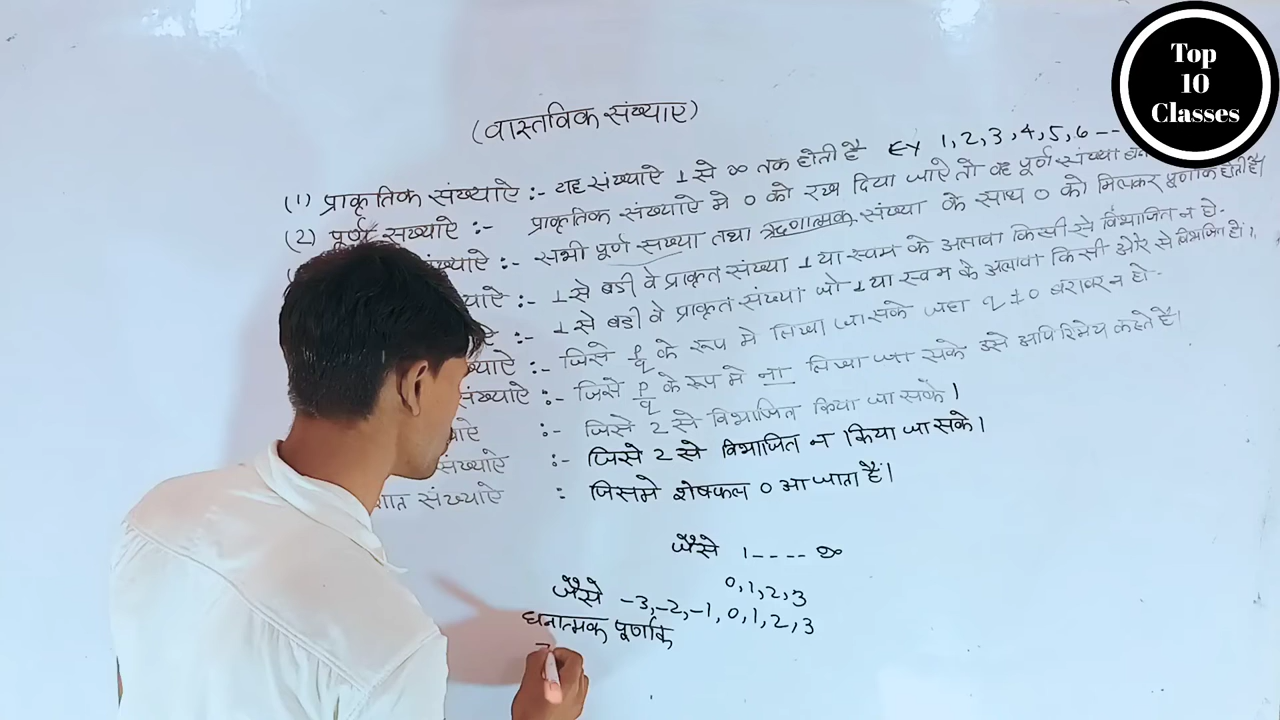 Top
10
Classes
(वास्तविक संख्याए)
(1) प्राकृतिक संख्याऐ :- यह संख्याऐ 1 से ∞ तक होती है Ex 1, 2, 3, 4, 5, 6 --
(2) पूर्ण संख्याऐ :- प्राकृतिक संख्याऐ मे 0 को रख दिया जाऐ तो वह पूर्ण संख्या
ख्याऐ :- सभी पूर्ण संख्या तथा ऋणात्मक संख्या के साथ 0 को मिलाकर पूर्णांक होती है।
ख्याऐ :- 1 से बडी वे प्राकृत संख्या 1 या स्वम के अलावा किसी से विभाजित न हो.
:- 1 से बडी वे प्राकृत संख्या जो 1 या स्वम के अलावा किसी और से विभाजित हो।
ख्याऐ :- जिसे p/q के रूप मे लिखा जा सके जहा q ≠ 0 बराबर न हो-
संख्याऐ :- जिसे p/q के रूप मे ना लिखा जा सके उसे अपरिमेय कहते है।
:- जिसे 2 से विभाजित किया जा सके।
संख्याऐ :- जिसे 2 से विभाजित न किया जा सके।
संख्याऐ : जिसमे शेषफल 0 आ जाता है।
जैसे 1---- ∞
0, 1, 2, 3
जैसे -3, -2, -1, 0, 1, 2, 3
धनात्मक पूर्णांक